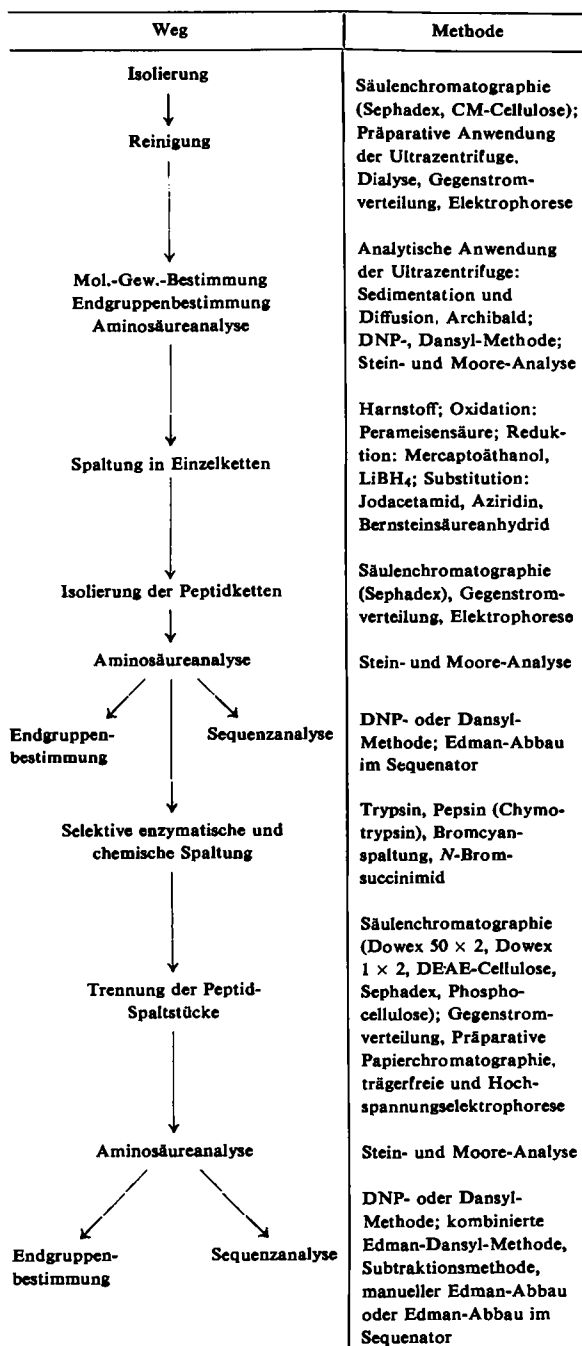 Weg
Methode
Isolierung
Reinigung
Säulenchromatographie
(Sephadex, CM-Cellulose);
Präparative Anwendung
der Ultrazentrifuge,
Dialyse, Gegenstrom-
verteilung, Elektrophorese
Mol.-Gew.-Bestimmung
Endgruppenbestimmung
Aminosäureanalyse
Analytische Anwendung
der Ultrazentrifuge:
Sedimentation und
Diffusion, Archibald;
DNP-, Dansyl-Methode;
Stein- und Moore-Analyse
Spaltung in Einzelketten
Harnstoff; Oxidation:
Perameisensäure; Reduk-
tion: Mercaptoäthanol,
LiBH₄; Substitution:
Jodacetamid, Aziridin,
Bernsteinsäureanhydrid
Isolierung der Peptidketten
Säulenchromatographie
(Sephadex), Gegenstrom-
verteilung, Elektrophorese
Aminosäureanalyse
Stein- und Moore-Analyse
Endgruppen-
bestimmung
Sequenzanalyse
DNP- oder Dansyl-
Methode; Edman-Abbau
im Sequenator
Selektive enzymatische und
chemische Spaltung
Trypsin, Pepsin (Chymo-
trypsin), Bromcyan-
spaltung, N-Brom-
succinimid
Trennung der Peptid-
Spaltstücke
Säulenchromatographie
(Dowex 50 × 2, Dowex
1 × 2, DEAE-Cellulose,
Sephadex, Phospho-
cellulose); Gegenstrom-
verteilung, Präparative
Papierchromatographie,
trägerfreie und Hoch-
spannungselektrophorese
Aminosäureanalyse
Stein- und Moore-Analyse
Endgruppen-
bestimmung
Sequenzanalyse
DNP- oder Dansyl-
Methode; kombinierte
Edman-Dansyl-Methode,
Subtraktionsmethode,
manueller Edman-Abbau
oder Edman-Abbau im
Sequenator